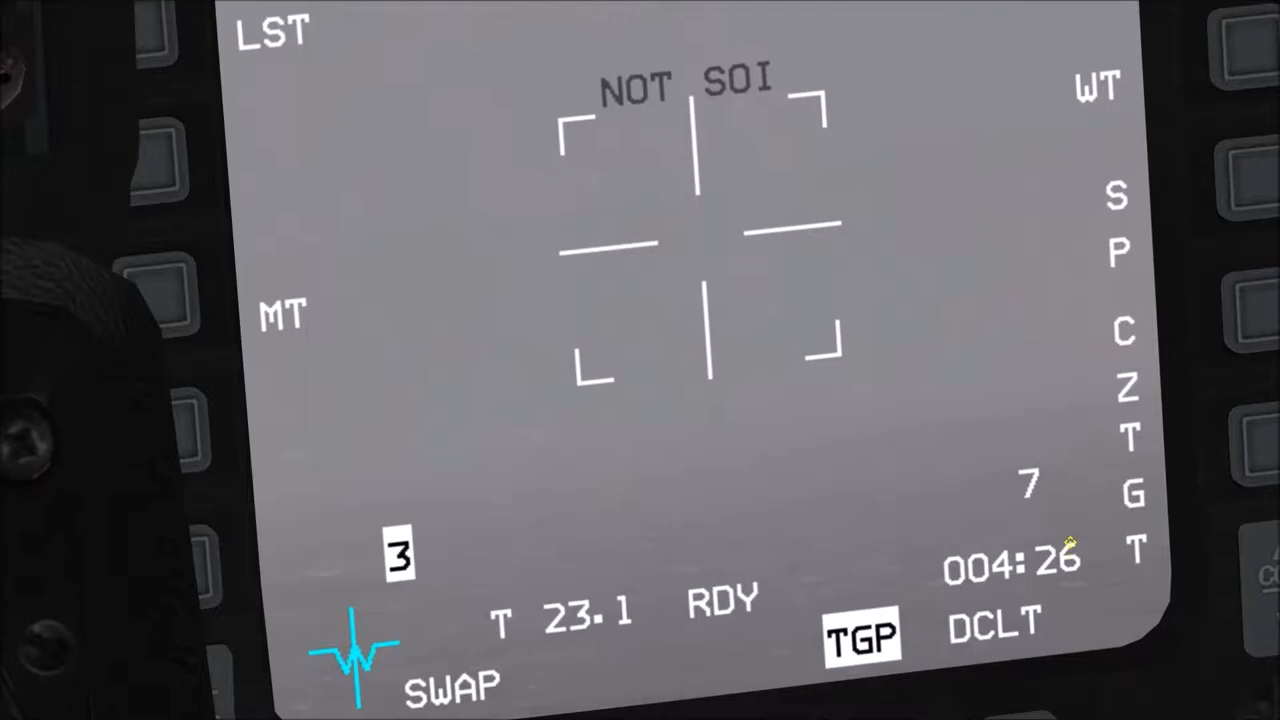 LST
NOT SOI
WT
S
P
MT
C
Z
T
G
T
7
3
004:26
T 23.1 RDY
TGP DCLT
SWAP